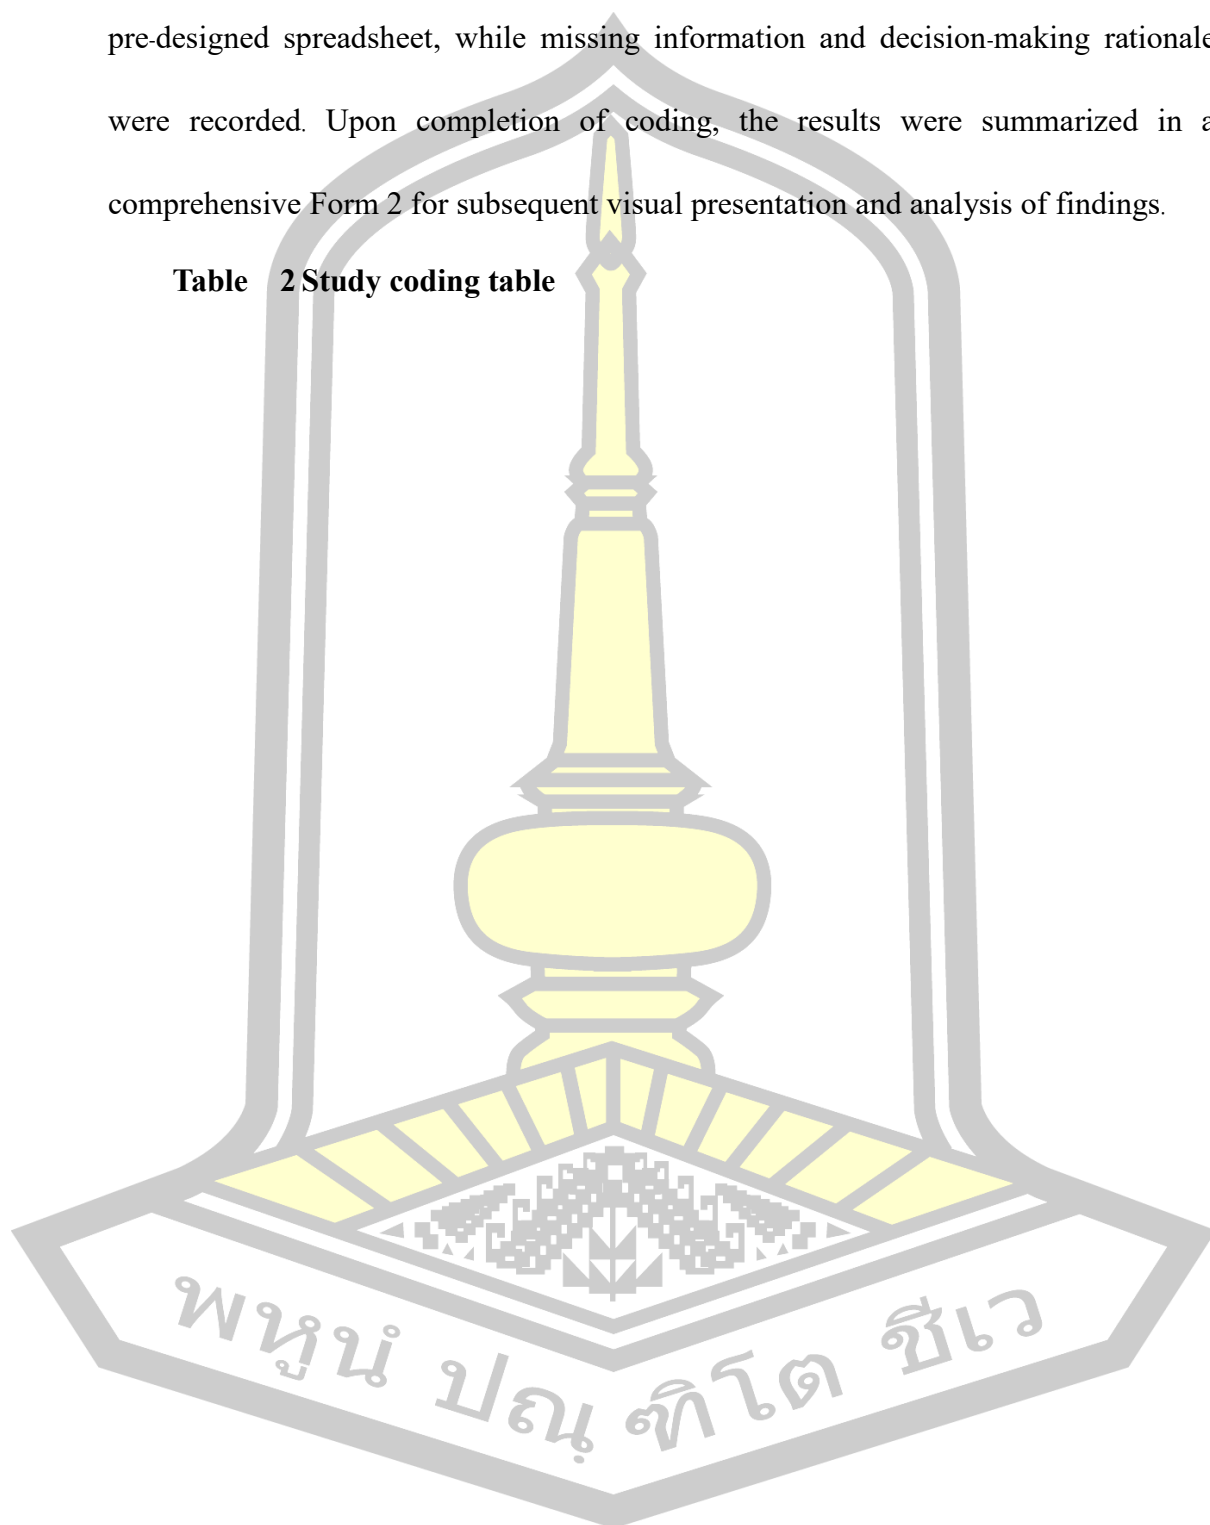 pre-designed spreadsheet, while missing information and decision-making rationale
were recorded. Upon completion of coding, the results were summarized in a
comprehensive Form 2 for subsequent visual presentation and analysis of findings.
Table 2 Study coding table
พหูนํ ปณฺฑิโต ชีเว